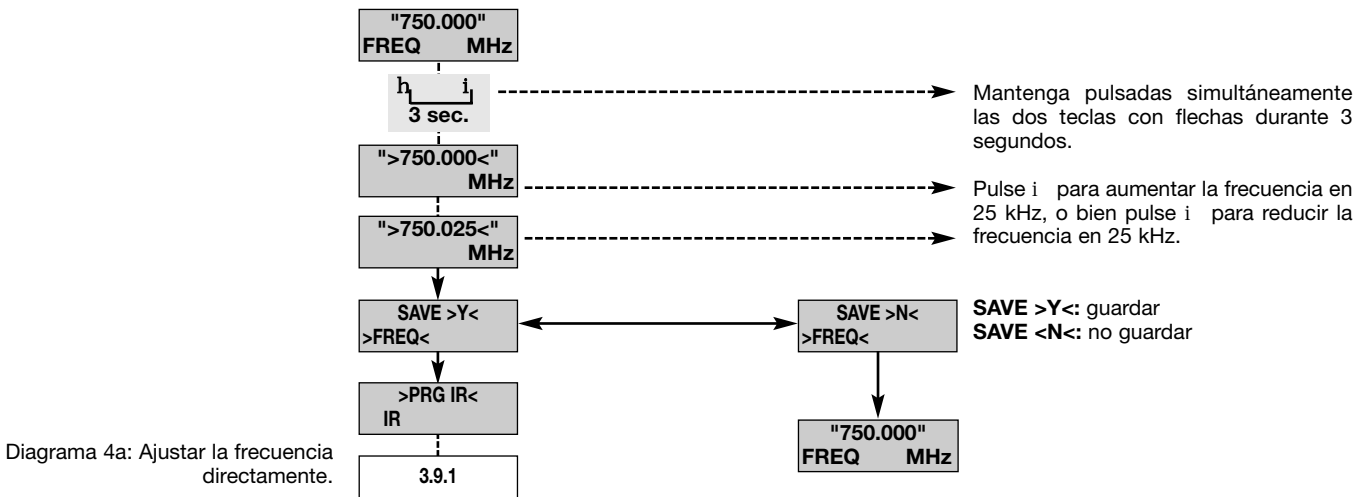 "750.000"
FREQ MHz
h i
3 sec.
Mantenga pulsadas simultáneamente
las dos teclas con flechas durante 3
segundos.
">750.000<"
MHz
Pulse i para aumentar la frecuencia en
25 kHz, o bien pulse i para reducir la
frecuencia en 25 kHz.
">750.025<"
MHz
SAVE >Y<
>FREQ<
SAVE >N<
>FREQ<
SAVE >Y<: guardar
SAVE <N<: no guardar
>PRG IR<
IR
"750.000"
FREQ MHz
Diagrama 4a: Ajustar la frecuencia
directamente.
3.9.1